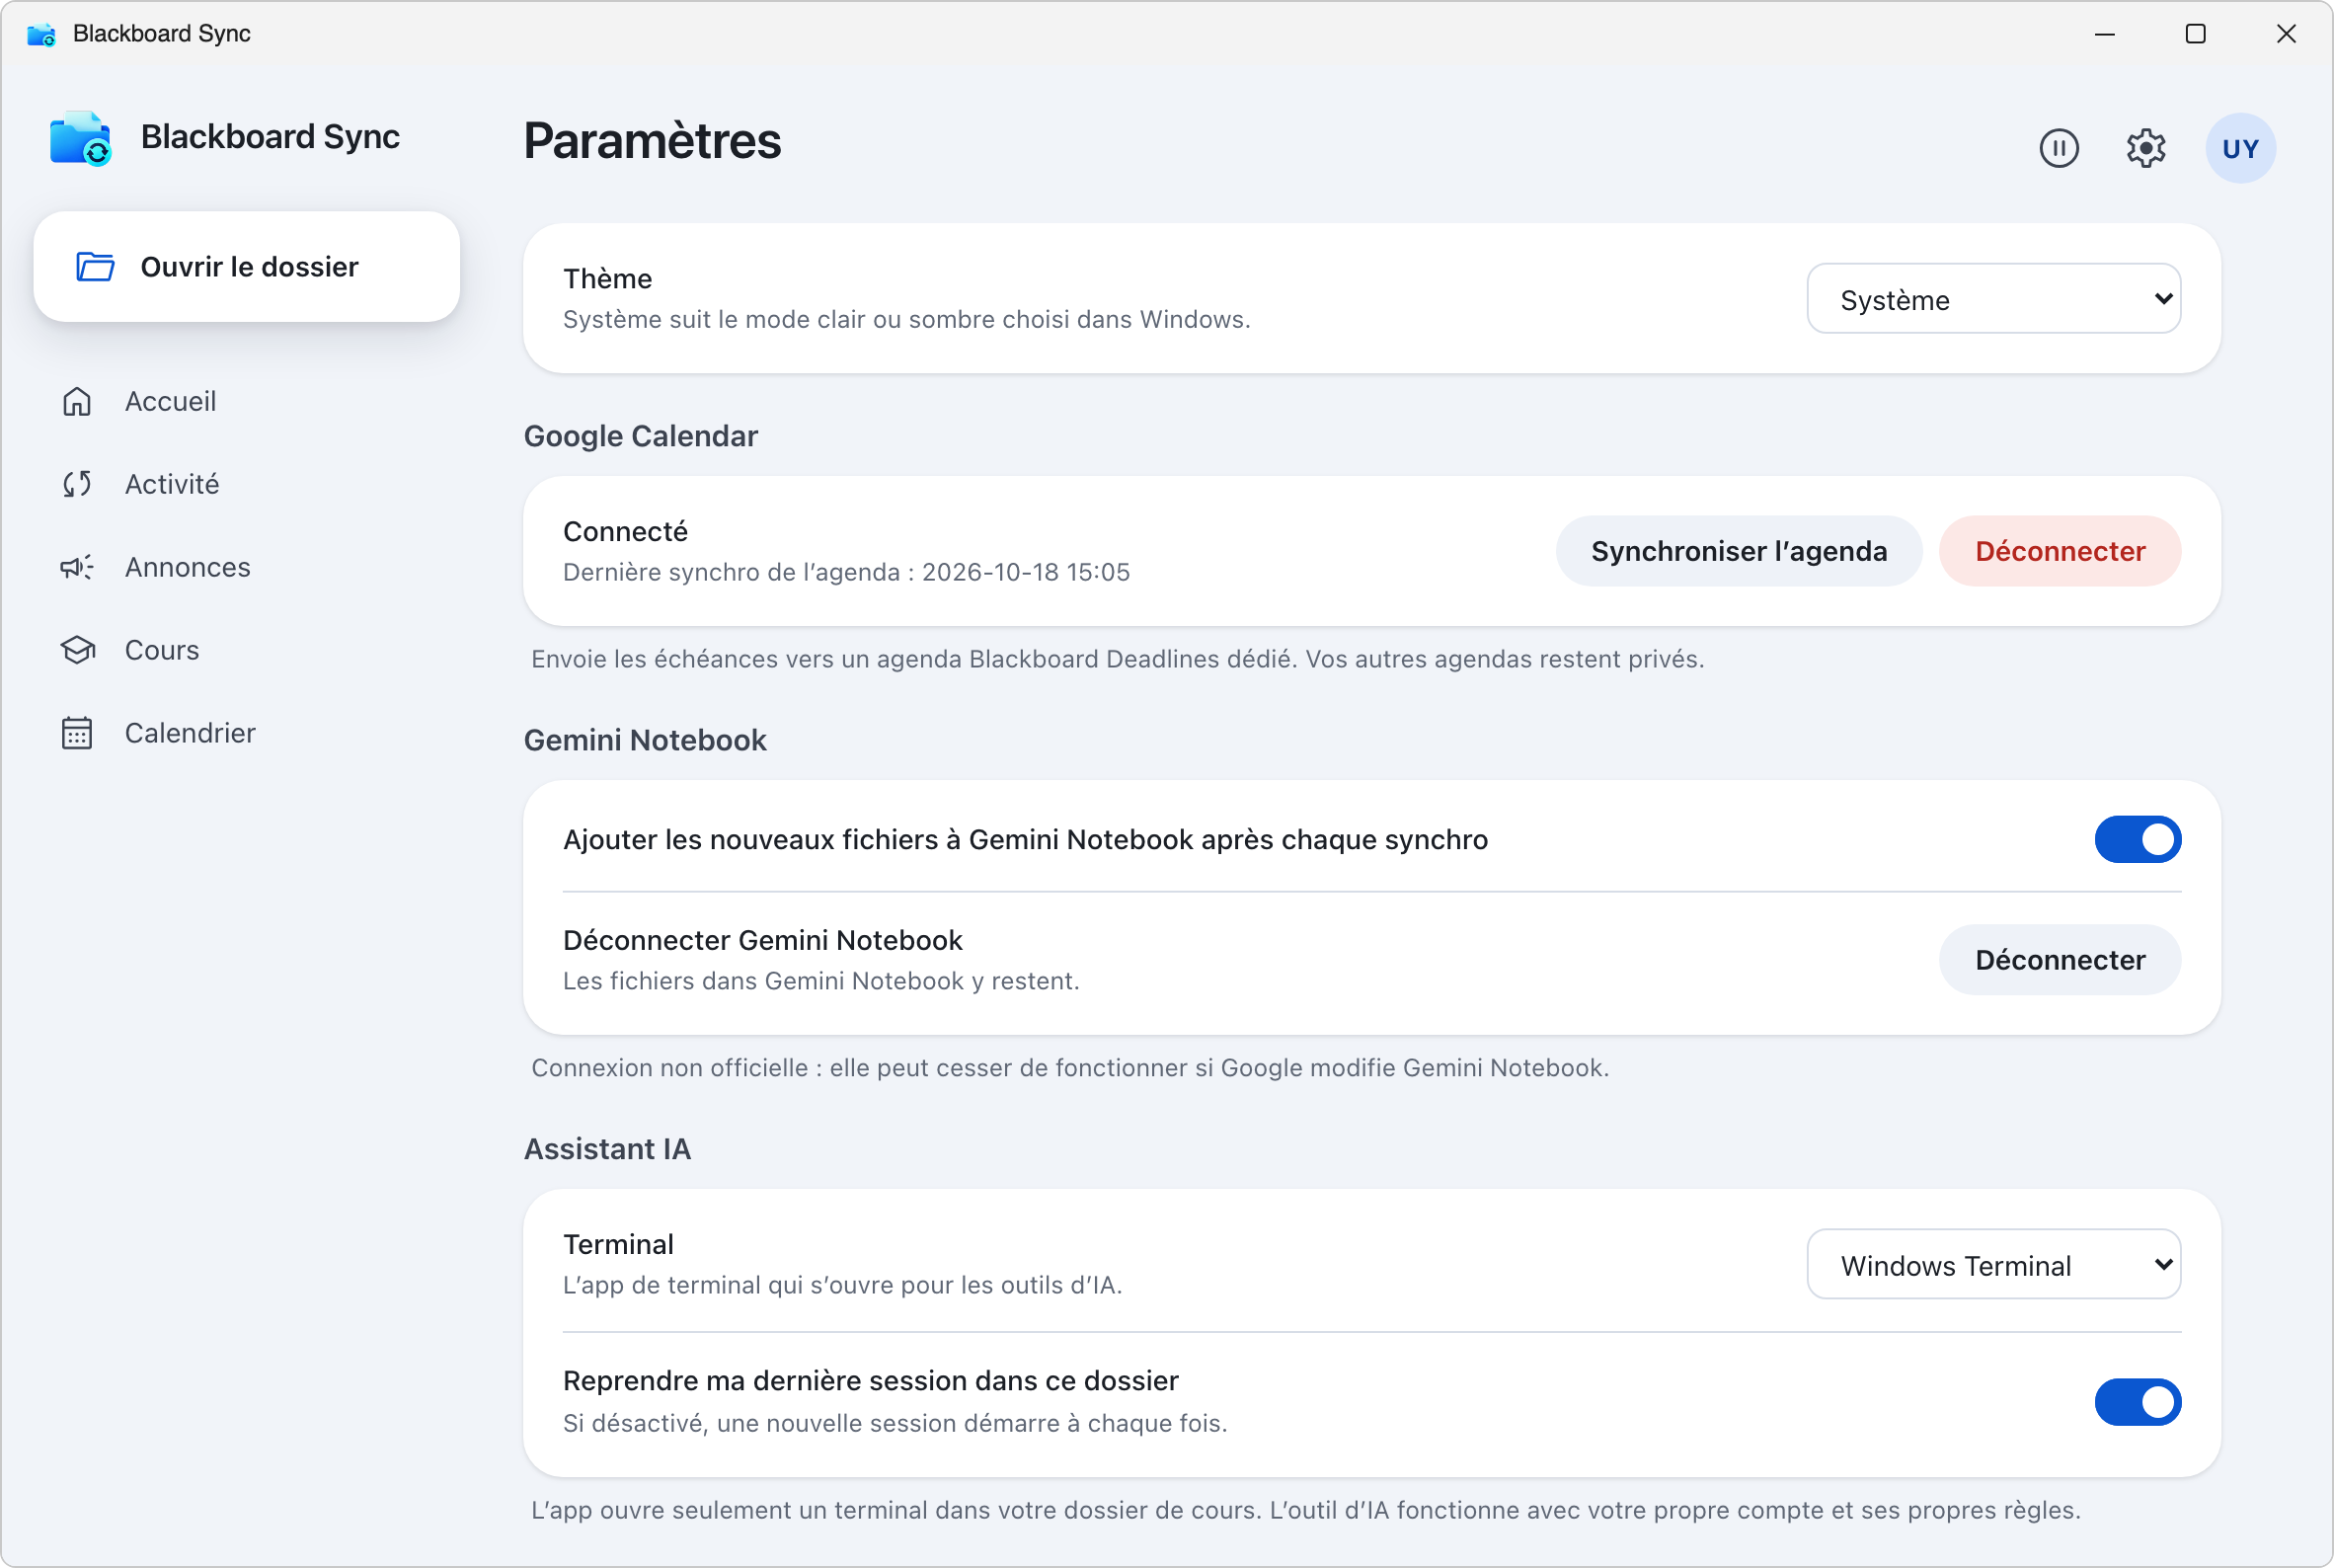 Blackboard Sync
Blackboard Sync
Paramètres
UY
Ouvrir le dossier
Accueil
Activité
Annonces
Cours
Calendrier
Thème
Système suit le mode clair ou sombre choisi dans Windows.
Système
Google Calendar
Connecté
Dernière synchro de l’agenda : 2026-10-18 15:05
Synchroniser l’agenda
Déconnecter
Envoie les échéances vers un agenda Blackboard Deadlines dédié. Vos autres agendas restent privés.
Gemini Notebook
Ajouter les nouveaux fichiers à Gemini Notebook après chaque synchro
Déconnecter Gemini Notebook
Les fichiers dans Gemini Notebook y restent.
Déconnecter
Connexion non officielle : elle peut cesser de fonctionner si Google modifie Gemini Notebook.
Assistant IA
Terminal
L’app de terminal qui s’ouvre pour les outils d’IA.
Windows Terminal
Reprendre ma dernière session dans ce dossier
Si désactivé, une nouvelle session démarre à chaque fois.
L’app ouvre seulement un terminal dans votre dossier de cours. L’outil d’IA fonctionne avec votre propre compte et ses propres règles.